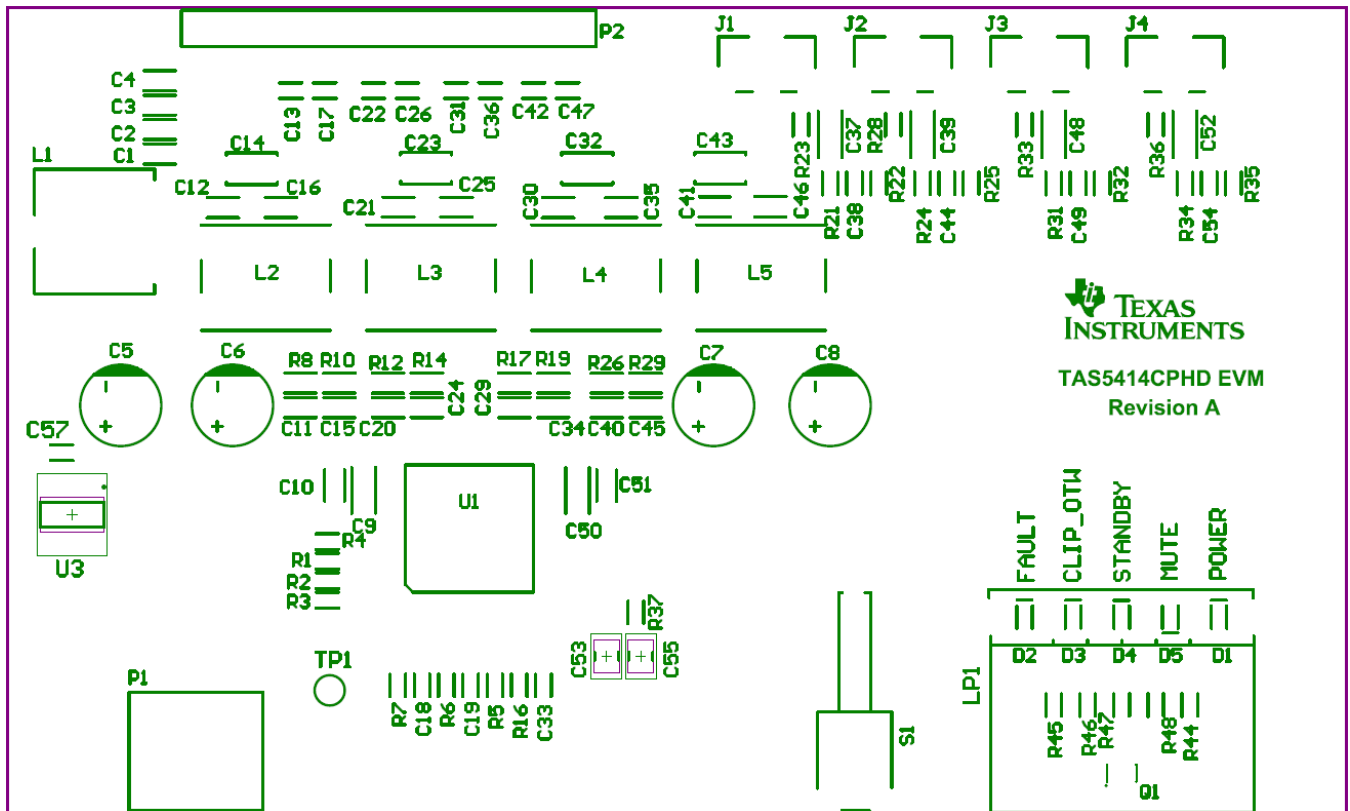 P2
J1
J2
J3
J4
C4
C3
C2
C1
C13
C17
C22
C26
C31
C36
C42
C47
R23
C37
R28
C39
R33
C48
R36
C52
L1
C14
C23
C32
C43
C12
C16
C21
C25
C30
C35
C41
C46
R21
C38
R22
R24
C44
R25
R31
C49
R32
R34
C54
R35
L2
L3
L4
L5
TEXAS
INSTRUMENTS
TAS5414CPHD EVM
Revision A
C5
C6
R8
R10
R12
R14
R17
R19
R26
R29
C7
C8
C24
C29
C11
C15
C20
C34
C40
C45
C57
C10
C9
U1
C50
C51
U3
R4
R1
R2
R3
R37
C53
C55
FAULT
CLIP_OTW
STANDBY
MUTE
POWER
D2
D3
D4
D5
D1
LP1
P1
TP1
R7
C18
R6
C19
R5
R16
C33
S1
R45
R46
R47
R48
R44
Q1